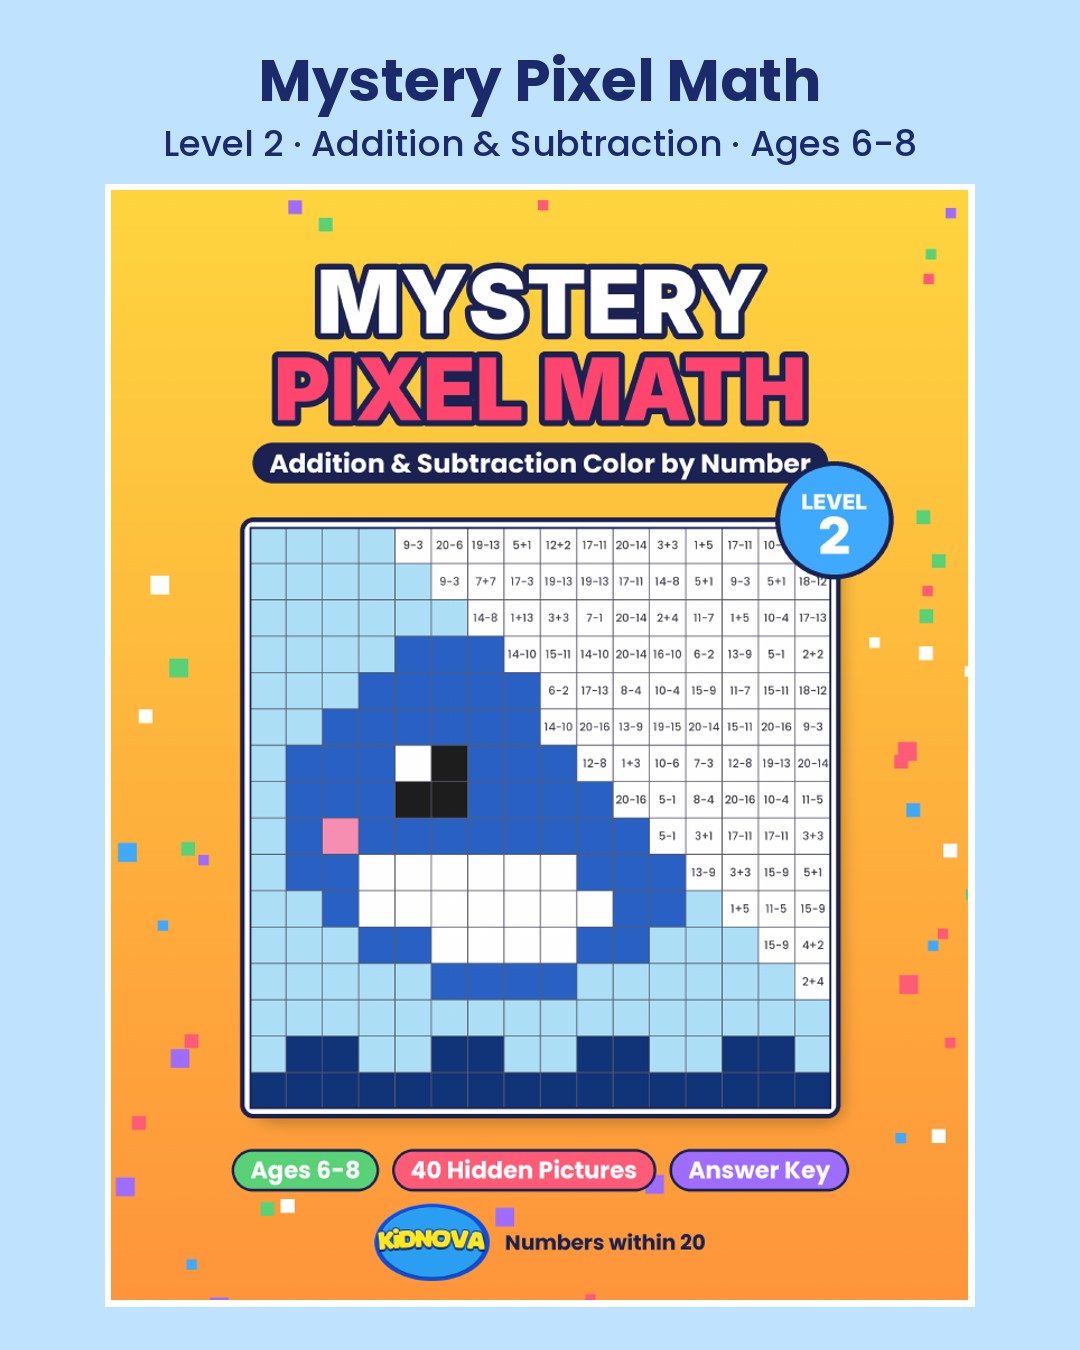 Mystery Pixel Math
Level 2 · Addition & Subtraction · Ages 6-8
MYSTERY
PIXEL MATH
Addition & Subtraction Color by Number
LEVEL
2
9-3 20-6 19-13 5+1 12+2 17-11 20-14 3+3 1+5 17-11
9-3 7+7 17-3 19-13 19-13 17-11 14-8 5+1 9-3 5+1 18-12
14-8 1+13 3+3 7-1 20-14 2+4 11-7 1+5 10-4 17-13
14-10 15-11 14-10 20-14 16-10 6-2 13-9 5-1 2+2
6-2 17-13 8-4 10-4 15-9 11-7 15-11 18-12
14-10 20-16 13-9 19-15 20-14 15-11 20-16 9-3
12-8 1+3 10-6 7-3 12-8 19-13 20-14
20-16 5-1 8-4 20-16 10-4 11-5
5-1 3+1 17-11 17-11 3+3
13-9 3+3 15-9 5+1
1+5 11-5 15-9
15-9 4+2
2+4
Ages 6-8
40 Hidden Pictures
Answer Key
KiDNOVA
Numbers within 20